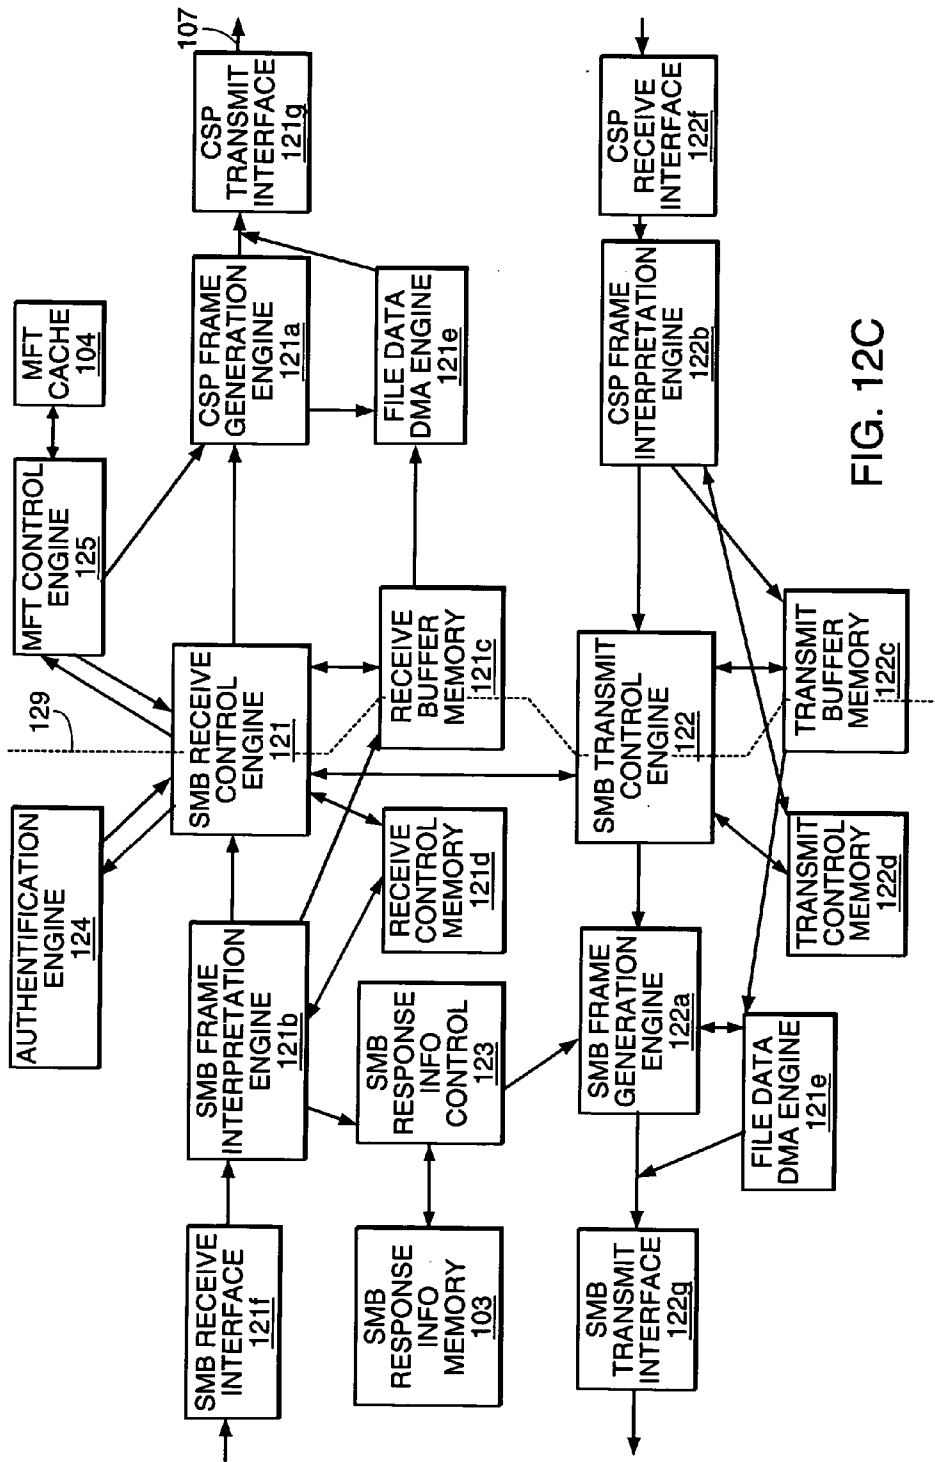 129
107
AUTHENTIFICATION
ENGINE
124
MFT CONTROL
ENGINE
125
MFT
CACHE
104
SMB RECEIVE
INTERFACE
121f
SMB FRAME
INTERPRETATION
ENGINE
121b
SMB RECEIVE
CONTROL
ENGINE
121
CSP FRAME
GENERATION
ENGINE
121a
CSP
TRANSMIT
INTERFACE
121g
SMB
RESPONSE
INFO
MEMORY
103
SMB
RESPONSE
INFO
CONTROL
123
RECEIVE
CONTROL
MEMORY
121d
RECEIVE
BUFFER
MEMORY
121c
FILE DATA
DMA ENGINE
121e
SMB
TRANSMIT
INTERFACE
122g
SMB FRAME
GENERATION
ENGINE
122a
SMB TRANSMIT
CONTROL
ENGINE
122
CSP FRAME
INTERPRETATION
ENGINE
122b
CSP
RECEIVE
INTERFACE
122f
FILE DATA
DMA ENGINE
121e
TRANSMIT
CONTROL
MEMORY
122d
TRANSMIT
BUFFER
MEMORY
122c
FIG. 12C